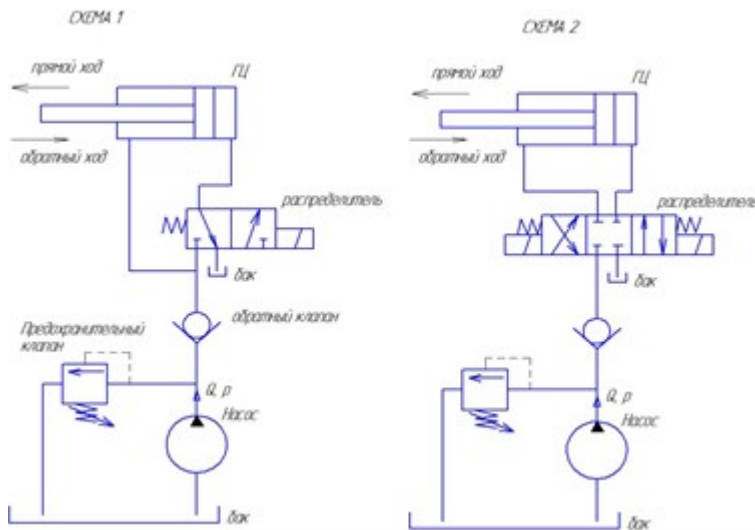 СХЕМА 1
прямой ход
ГЦ
обратный ход
распределитель
бак
обратный клапан
Предохранительный
клапан
Q, p
Насос
бак
СХЕМА 2
прямой ход
ГЦ
обратный ход
распределитель
бак
Q, p
Насос
бак